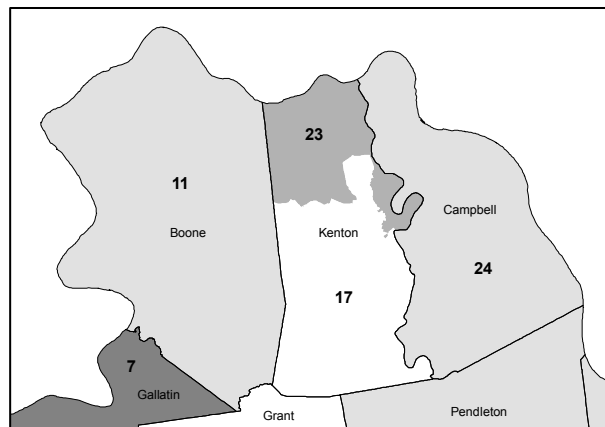 23
11
Campbell
Boone
Kenton
24
17
7
Gallatin
Grant
Pendleton